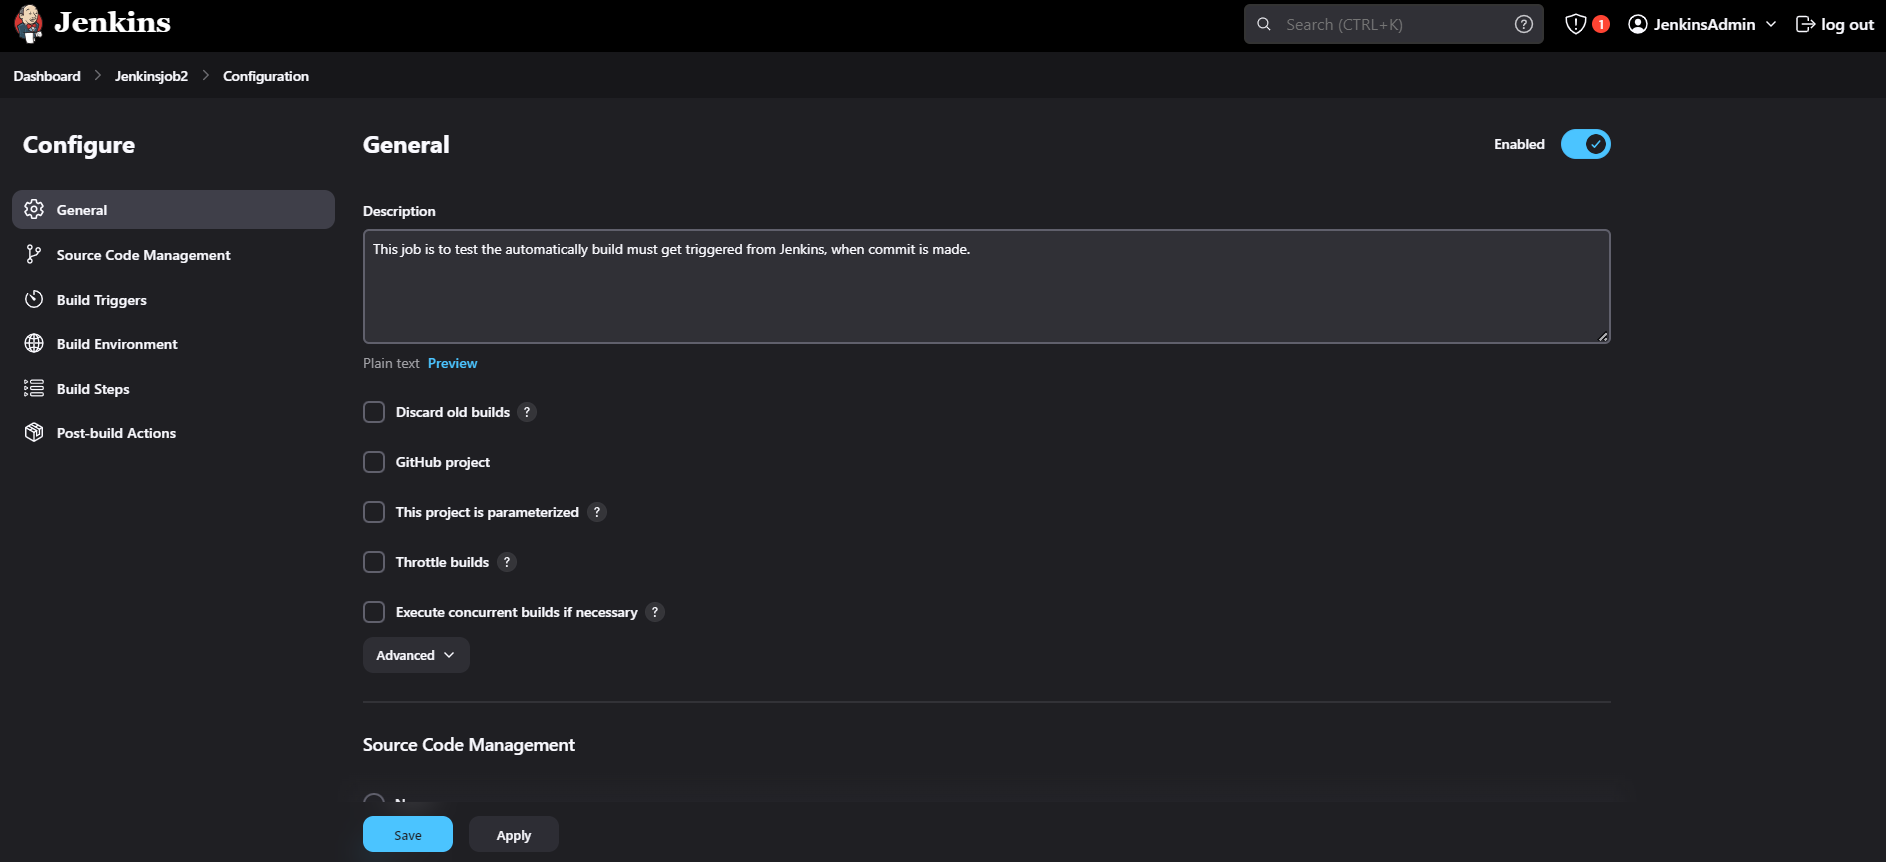 Jenkins
Search (CTRL+K)
?
1
JenkinsAdmin
log out
Dashboard
Jenkinsjob2
Configuration
Configure
General
Source Code Management
Build Triggers
Build Environment
Build Steps
Post-build Actions
General
Enabled
Description
This job is to test the automatically build must get triggered from Jenkins, when commit is made.
Plain text Preview
Discard old builds ?
GitHub project
This project is parameterized ?
Throttle builds ?
Execute concurrent builds if necessary ?
Advanced
Source Code Management
Save
Apply